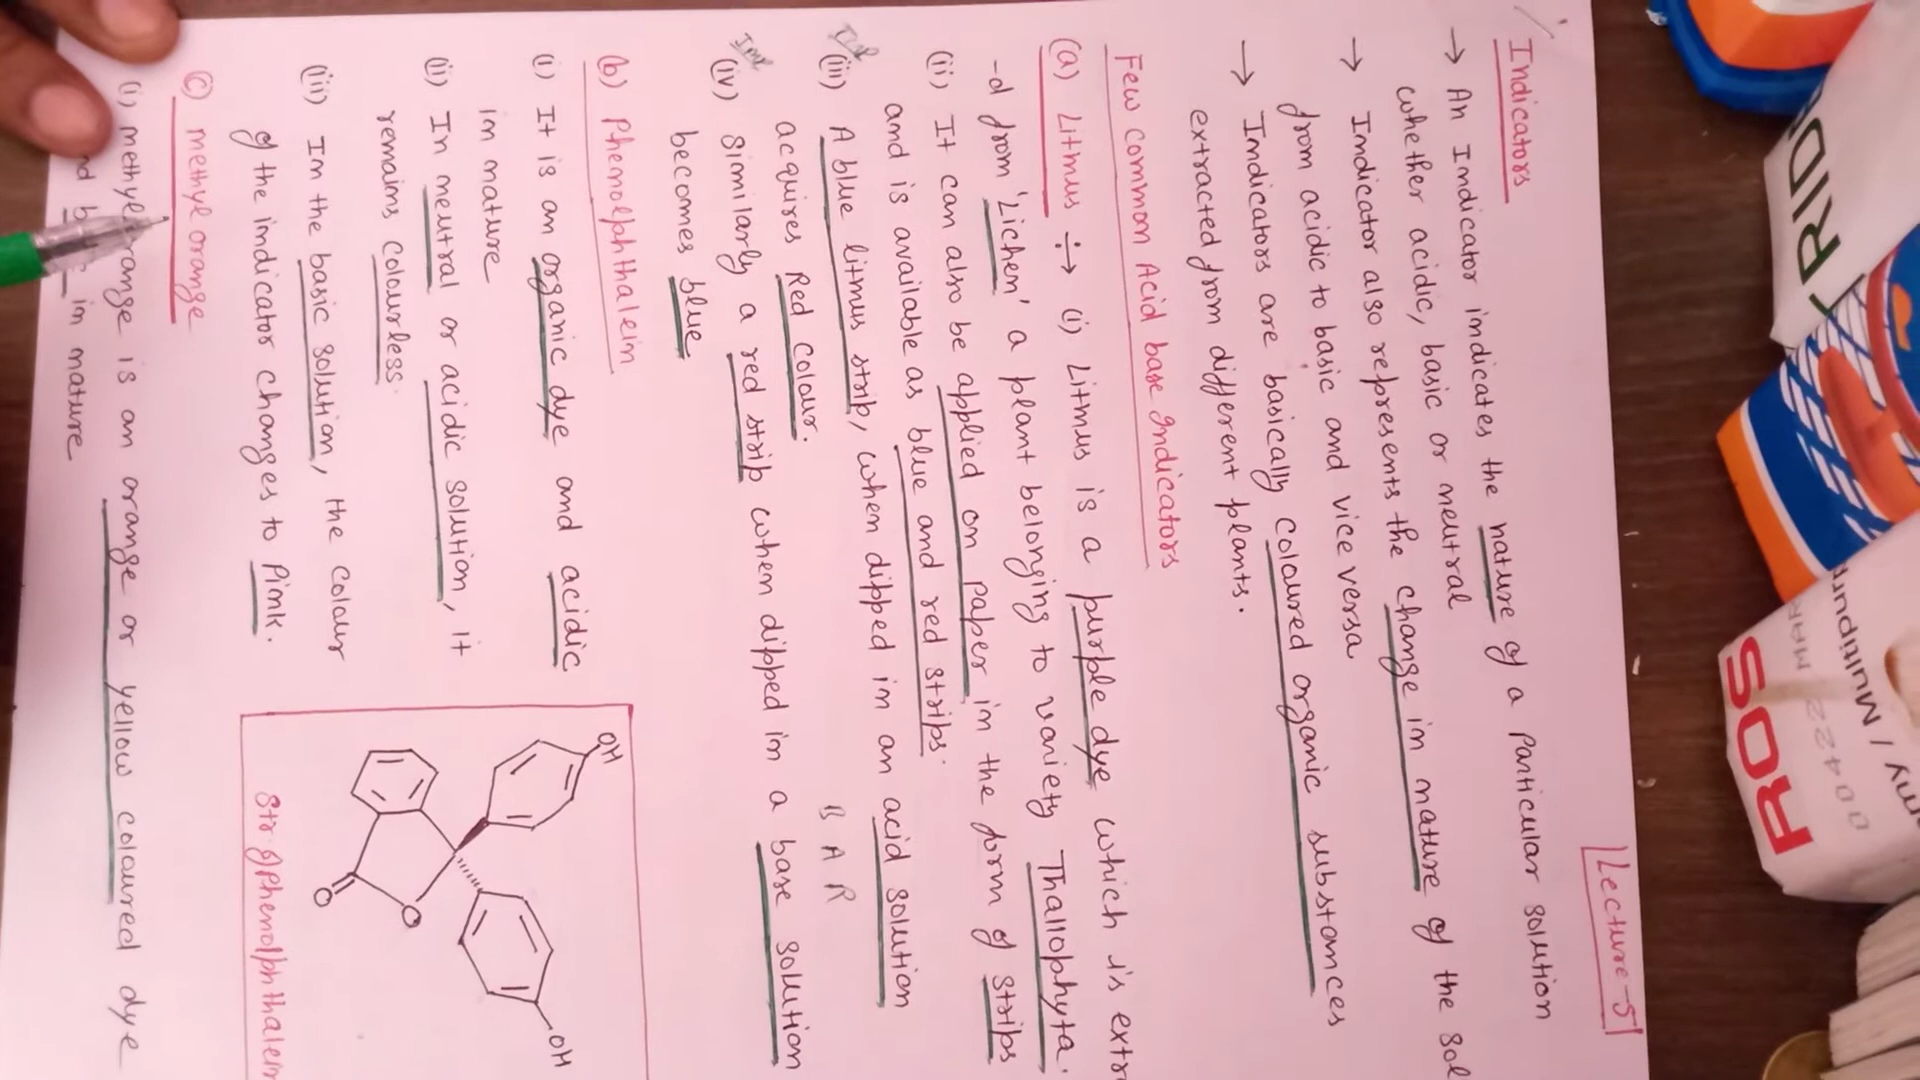 Lecture-5
Indicators
→ An Indicator indicates the nature of a particular solution
whether acidic, basic or neutral
→ Indicator also represents the change in nature of the sol
from acidic to basic and vice versa
→ Indicators are basically coloured organic substances
extracted from different plants.
Few common Acid base Indicators
(a) Litmus ÷→ (i) Litmus is a purple dye which is extr
-d from 'Lichen' a plant belonging to variety Thallophyta.
(ii) It can also be applied on paper in the form of strips
and is available as blue and red strips.
Imp (iii) A blue litmus strip, when dipped in an acid solution
acquires Red colour. B A R
Imp (iv) Similarly a red strip when dipped in a base solution
becomes blue
(b) Phenolphthalein
(i) It is an organic dye and acidic
in nature
(ii) In neutral or acidic solution, it
remains colourless.
(iii) In the basic solution, the colour
of the indicator changes to Pink.
OH
OH
O
O
Str. of Phenolphthalein
(c) methyl orange
(i) methyl orange is an orange or yellow coloured dye
nd in nature
RID
ROS
0042
Multipur